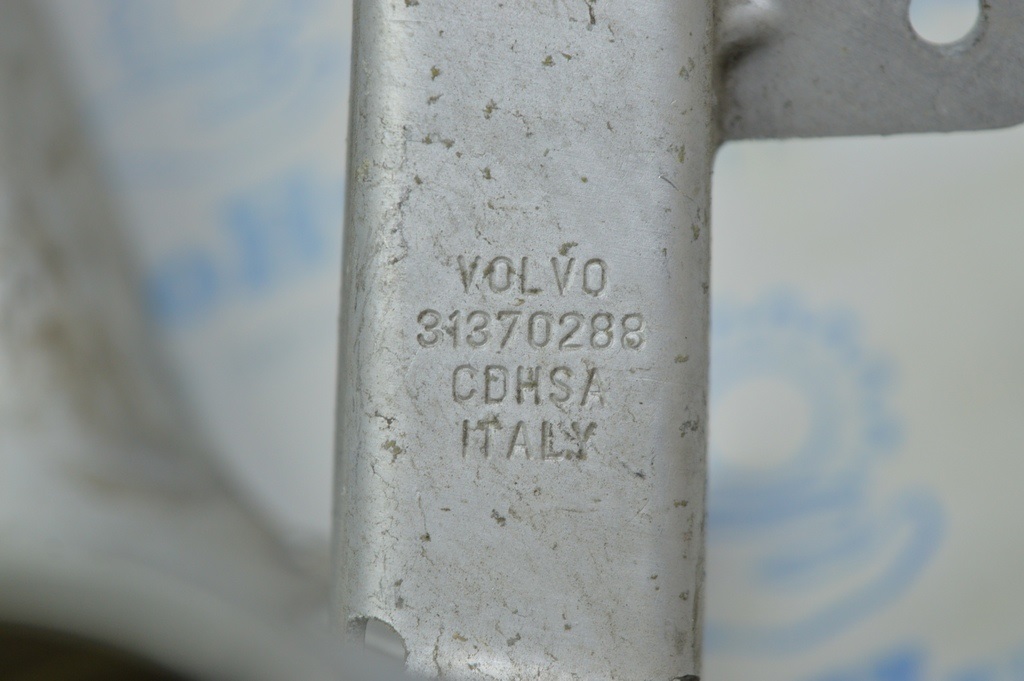 VOLVO
31370288
CDHSA
ITALY